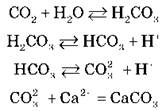 CO₂ + H₂O ⇄ H₂CO₃
H₂CO₃ ⇄ HCO₃ + H⁺
HCO₃ ⇄ CO₃²⁻ + H⁺
CO₃²⁻ + Ca²⁻ = CaCO₃